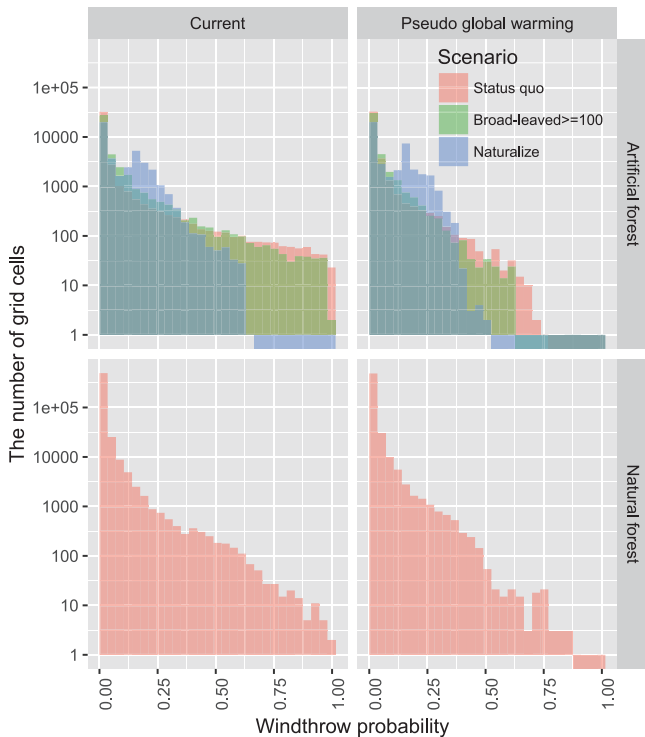 Current
Pseudo global warming
Scenario
Status quo
Broad-leaved>=100
Naturalize
Artificial forest
Natural forest
The number of grid cells
1e+05
10000
1000
100
10
1
1e+05
10000
1000
100
10
1
0.00
0.25
0.50
0.75
1.00
0.00
0.25
0.50
0.75
1.00
Windthrow probability